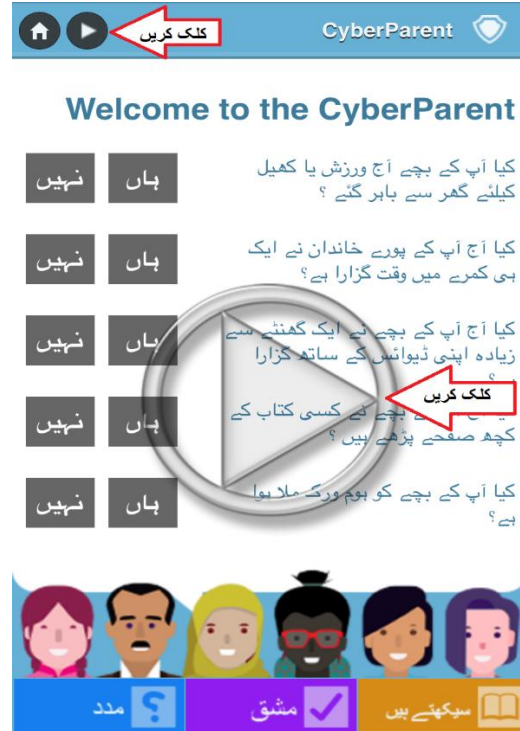 کلک کریں
CyberParent
Welcome to the CyberParent
کیا آپ کے بچے آج ورزش یا کھیل
کیلئے گھر سے باہر گئے ؟
ہاں
نہیں
کیا آج آپ کے پورے خاندان نے ایک
ہی کمرے میں وقت گزارا ہے؟
ہاں
نہیں
کیا آج آپ کے بچے نے ایک گھنٹے سے
زیادہ اپنی ڈیوائس کے ساتھ گزارا
ہاں
نہیں
کلک کریں
بچے نے کسی کتاب کے
کچھ صفحے پڑھے ہیں ؟
ہاں
نہیں
کیا آپ کے بچے کو ہوم ورک ملا ہوا
ہے؟
ہاں
نہیں
سیکھتے ہیں
مشق
مدد